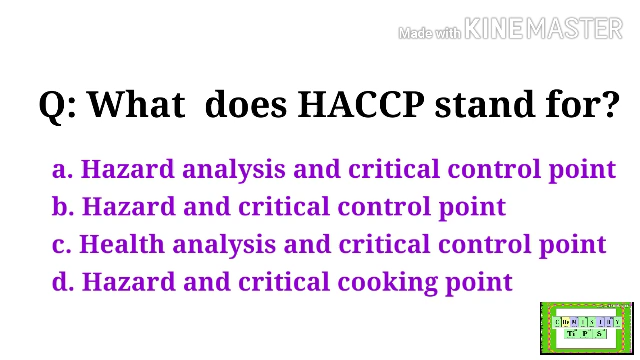 Made with KINEMASTER
Q: What does HACCP stand for?
a. Hazard analysis and critical control point
b. Hazard and critical control point
c. Health analysis and critical control point
d. Hazard and critical cooking point